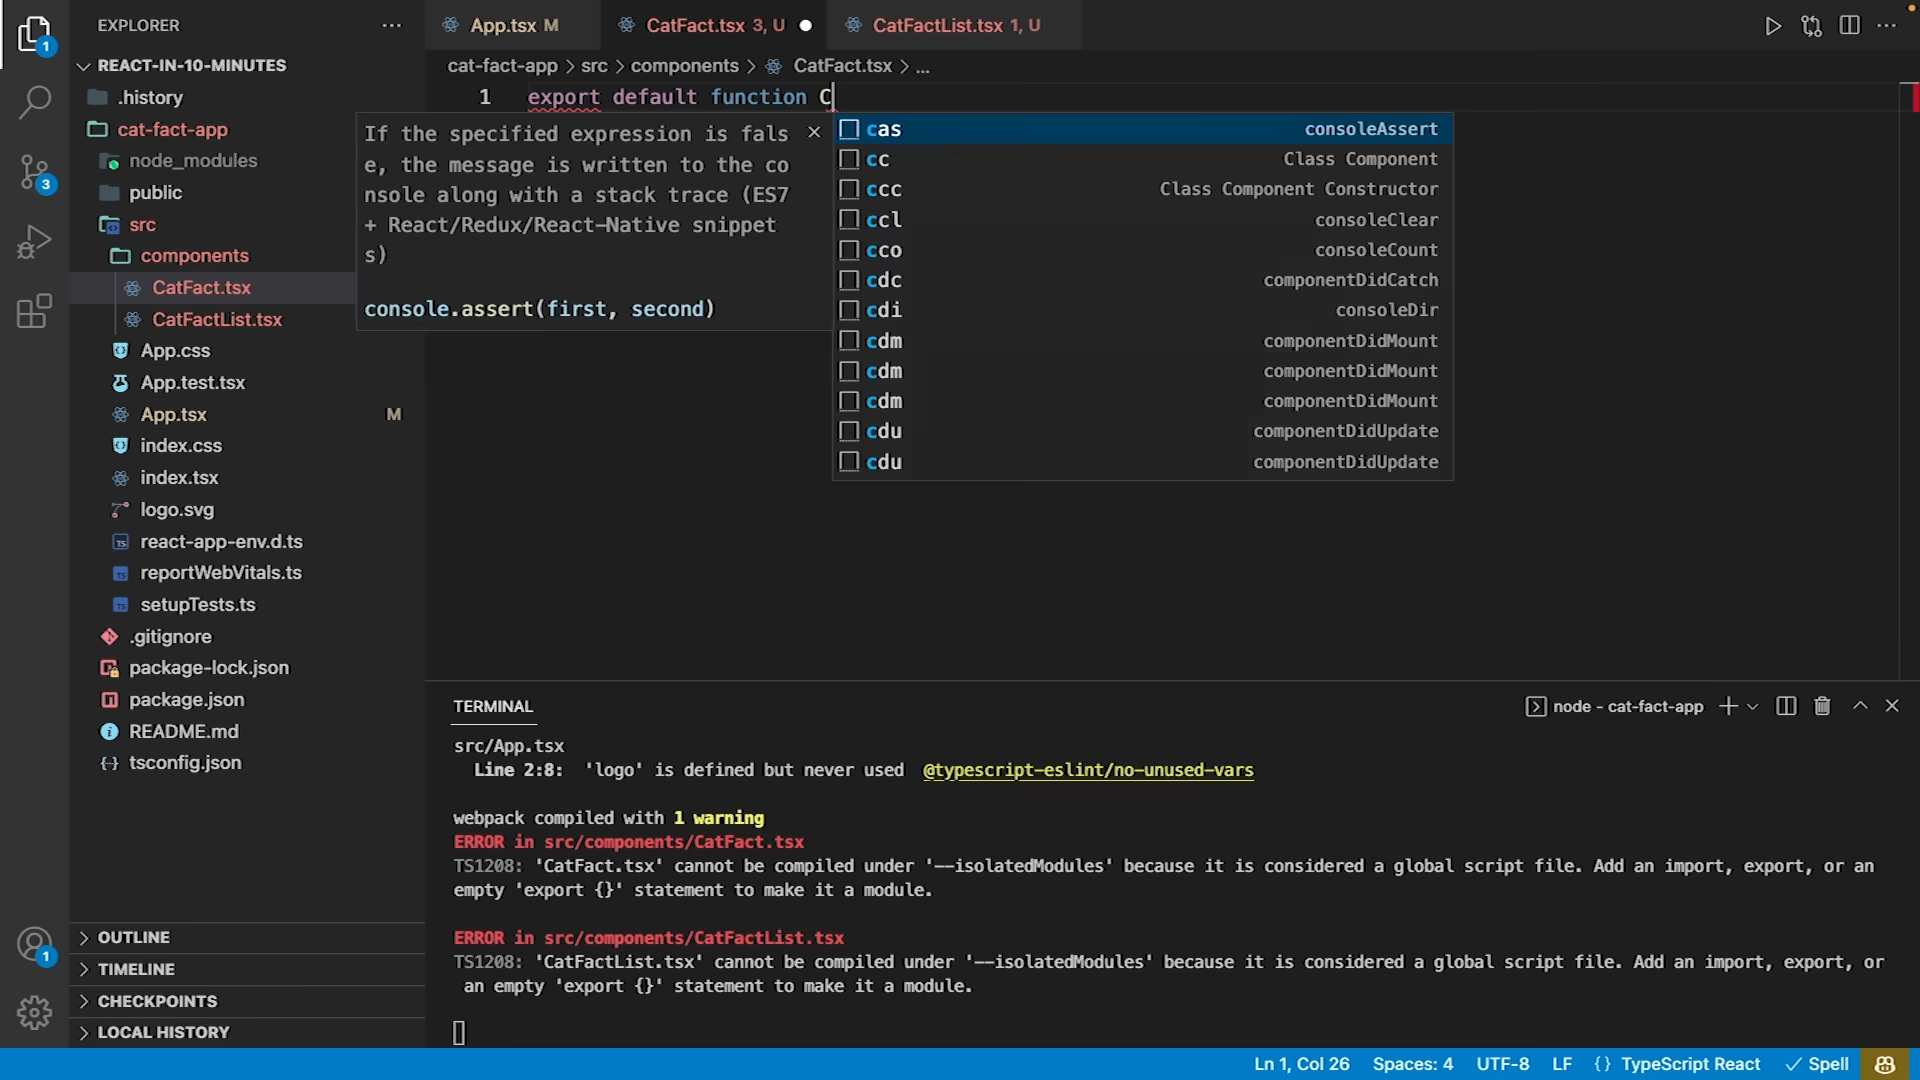 EXPLORER
REACT-IN-10-MINUTES
.history
cat-fact-app
node_modules
public
src
components
CatFact.tsx
CatFactList.tsx
App.css
App.test.tsx
App.tsx M
index.css
index.tsx
logo.svg
react-app-env.d.ts
reportWebVitals.ts
setupTests.ts
.gitignore
package-lock.json
package.json
README.md
tsconfig.json
OUTLINE
TIMELINE
CHECKPOINTS
LOCAL HISTORY
1
3
1
App.tsx M
CatFact.tsx 3, U
CatFactList.tsx 1, U
cat-fact-app > src > components > CatFact.tsx > ...
1 export default function C
If the specified expression is fals
e, the message is written to the co
nsole along with a stack trace (ES7
+ React/Redux/React-Native snippet
s)
console.assert(first, second)
cas consoleAssert
cc Class Component
ccc Class Component Constructor
ccl consoleClear
cco consoleCount
cdc componentDidCatch
cdi consoleDir
cdm componentDidMount
cdm componentDidMount
cdm componentDidMount
cdu componentDidUpdate
cdu componentDidUpdate
TERMINAL
node - cat-fact-app
src/App.tsx
Line 2:8: 'logo' is defined but never used @typescript-eslint/no-unused-vars
webpack compiled with 1 warning
ERROR in src/components/CatFact.tsx
TS1208: 'CatFact.tsx' cannot be compiled under '--isolatedModules' because it is considered a global script file. Add an import, export, or an
empty 'export {}' statement to make it a module.
ERROR in src/components/CatFactList.tsx
TS1208: 'CatFactList.tsx' cannot be compiled under '--isolatedModules' because it is considered a global script file. Add an import, export, or
an empty 'export {}' statement to make it a module.
Ln 1, Col 26 Spaces: 4 UTF-8 LF {} TypeScript React Spell